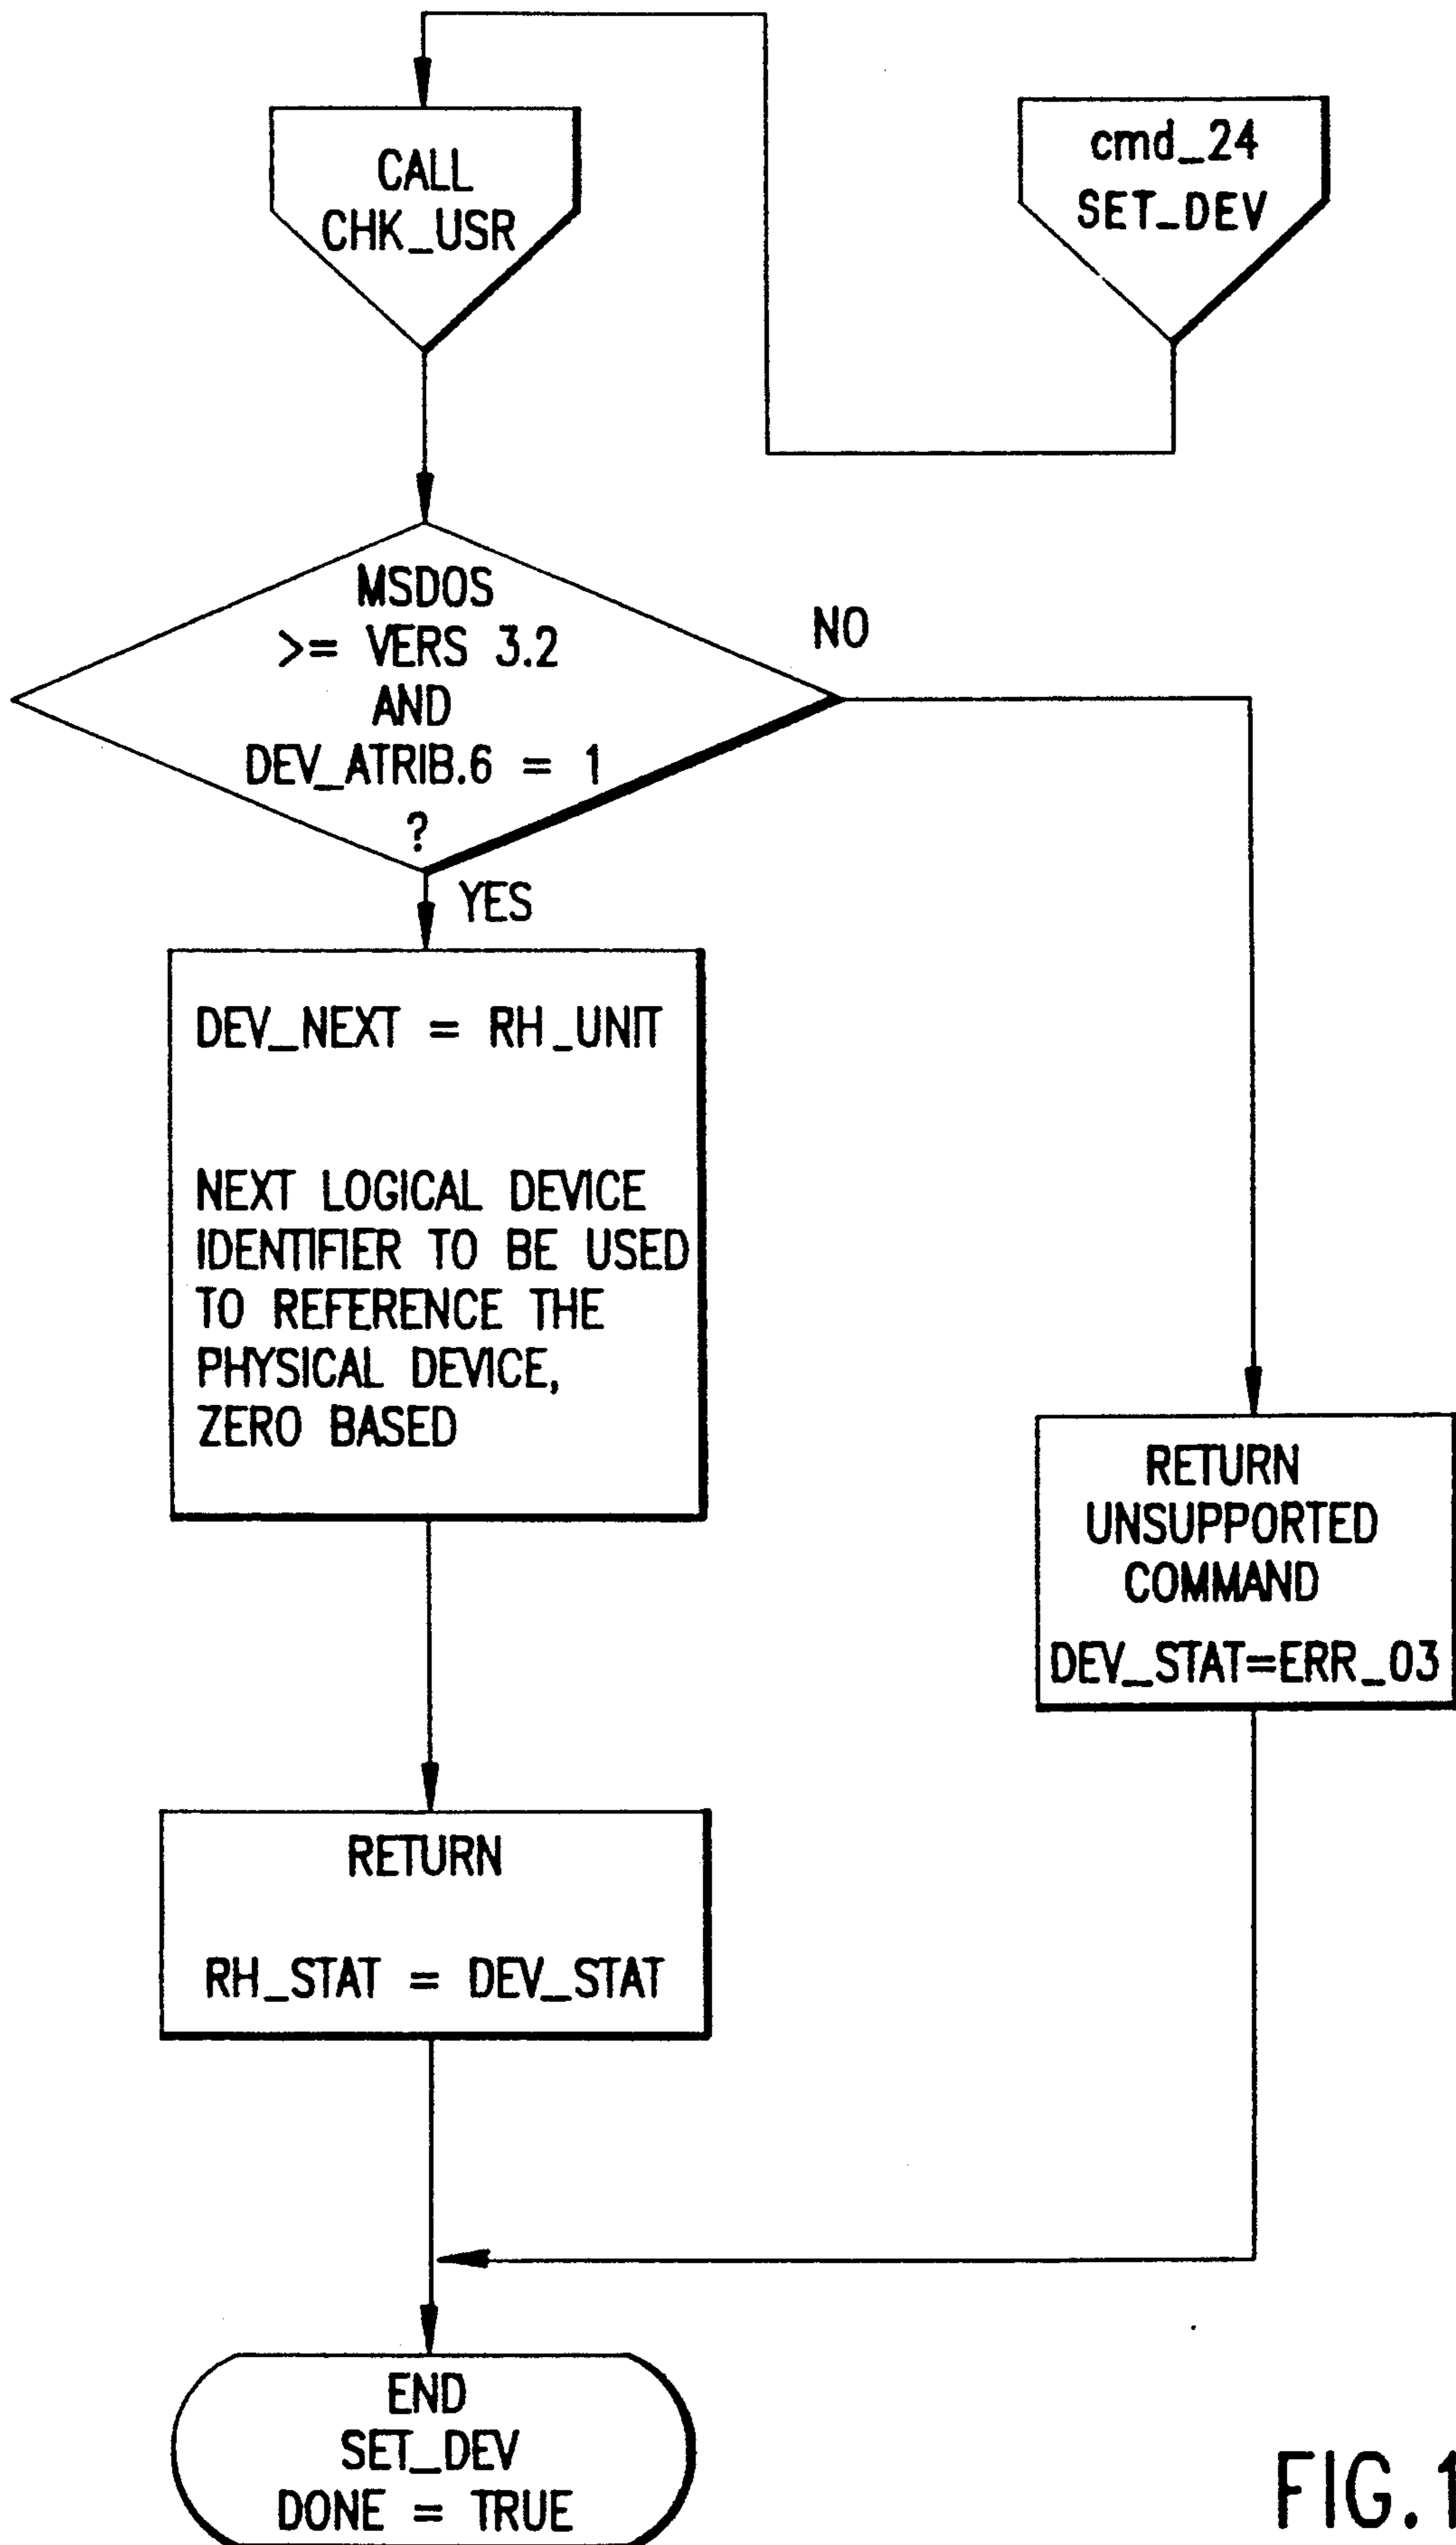 CALL
CHK_USR
cmd_24
SET_DEV
MSDOS
>= VERS 3.2
AND
DEV_ATRIB.6 = 1
?
NO
YES
DEV_NEXT = RH_UNIT
NEXT LOGICAL DEVICE
IDENTIFIER TO BE USED
TO REFERENCE THE
PHYSICAL DEVICE,
ZERO BASED
RETURN
UNSUPPORTED
COMMAND
DEV_STAT=ERR_03
RETURN
RH_STAT = DEV_STAT
END
SET_DEV
DONE = TRUE
FIG.1